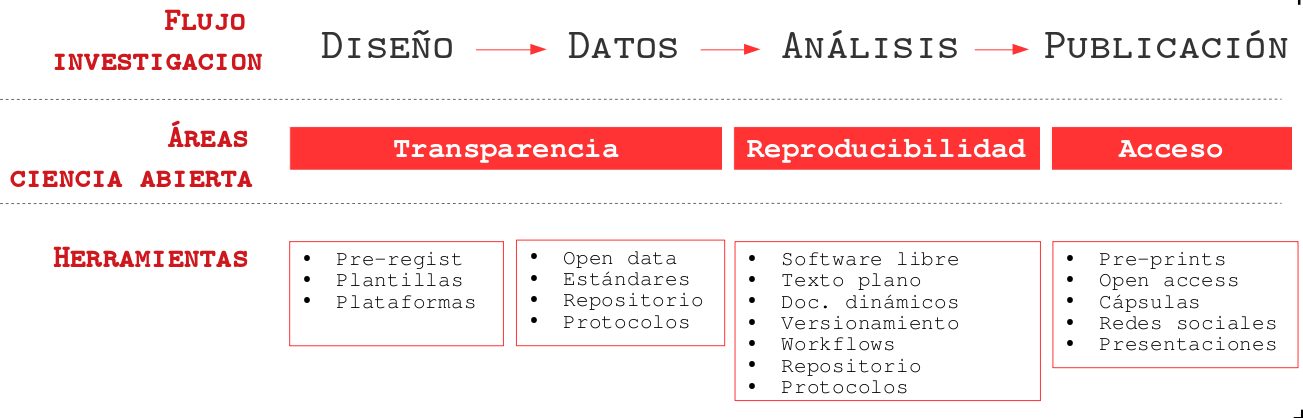 Flujo
investigacion
Diseño
Datos
Análisis
Publicación
Áreas
ciencia abierta
Transparencia
Reproducibilidad
Acceso
Herramientas
• Pre-regist
• Plantillas
• Plataformas
• Open data
• Estándares
• Repositorio
• Protocolos
• Software libre
• Texto plano
• Doc. dinámicos
• Versionamiento
• Workflows
• Repositorio
• Protocolos
• Pre-prints
• Open access
• Cápsulas
• Redes sociales
• Presentaciones